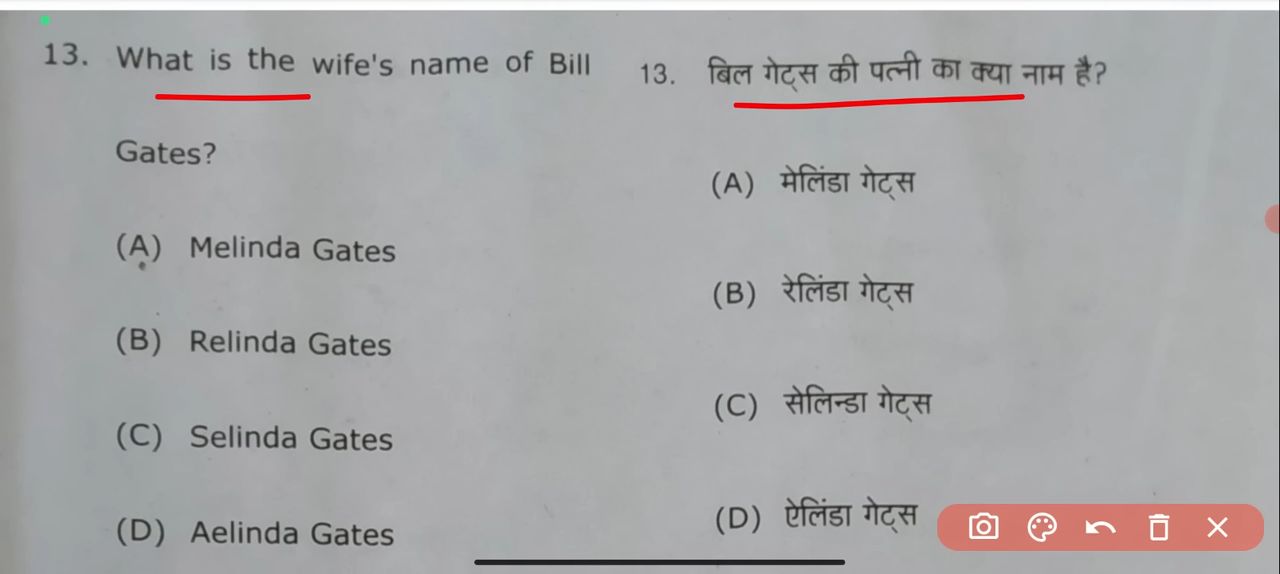 13. What is the wife's name of Bill
Gates?
(A) Melinda Gates
(B) Relinda Gates
(C) Selinda Gates
(D) Aelinda Gates
13. बिल गेट्स की पत्नी का क्या नाम है?
(A) मेलिंडा गेट्स
(B) रेलिंडा गेट्स
(C) सेलिन्डा गेट्स
(D) ऐलिंडा गेट्स